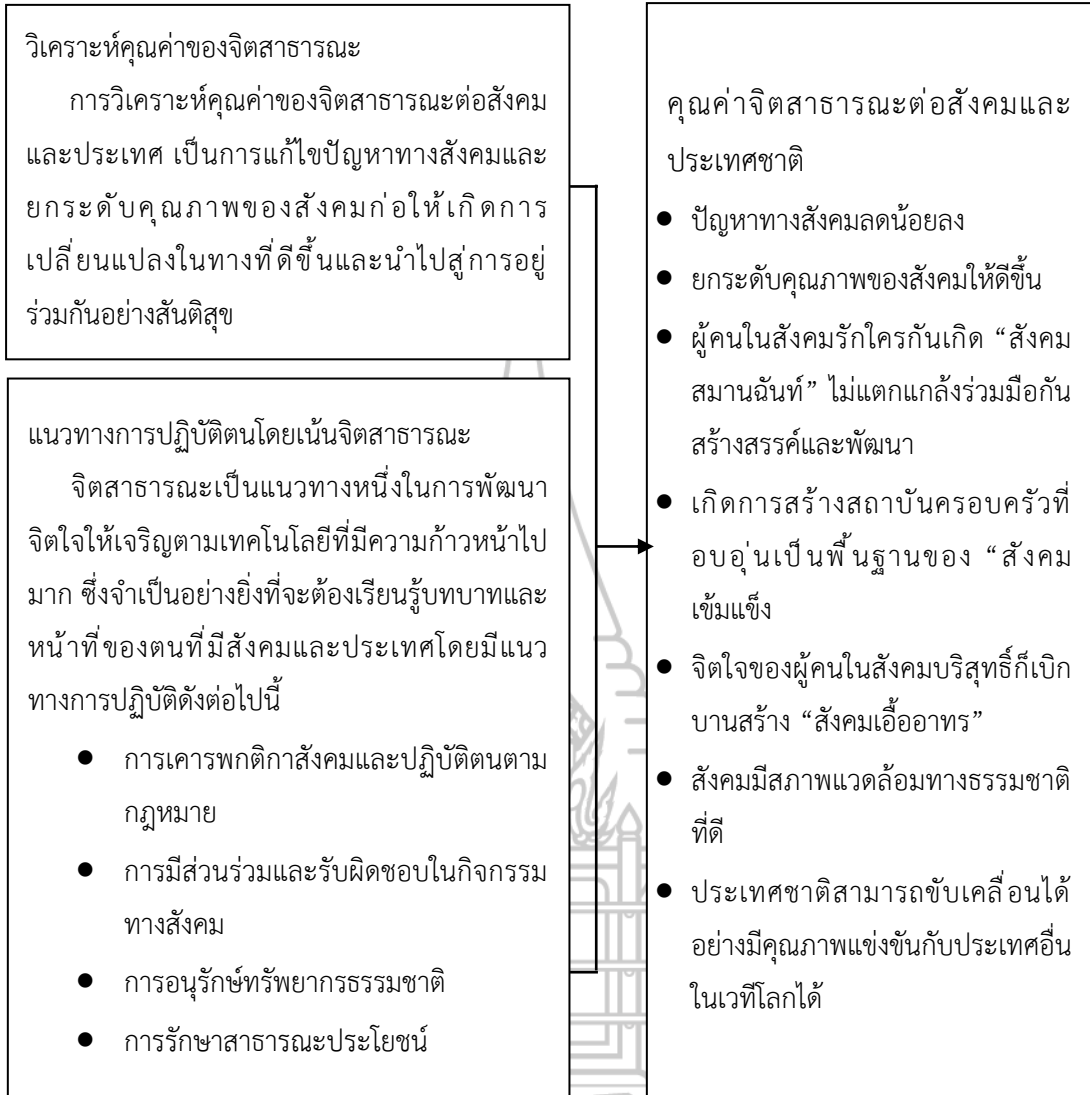 วิเคราะห์คุณค่าของจิตสาธารณะ
การวิเคราะห์คุณค่าของจิตสาธารณะต่อสังคม
และประเทศ เป็นการแก้ไขปัญหาทางสังคมและ
ยกระดับคุณภาพของสังคมก่อให้เกิดการ
เปลี่ยนแปลงในทางที่ดีขึ้นและนำไปสู่การอยู่
ร่วมกันอย่างสันติสุข
แนวทางการปฏิบัติตนโดยเน้นจิตสาธารณะ
จิตสาธารณะเป็นแนวทางหนึ่งในการพัฒนา
จิตใจให้เจริญตามเทคโนโลยีที่มีความก้าวหน้าไป
มาก ซึ่งจำเป็นอย่างยิ่งที่จะต้องเรียนรู้บทบาทและ
หน้าที่ของตนที่มีสังคมและประเทศโดยมีแนว
ทางการปฏิบัติดังต่อไปนี้
● การเคารพกติกาสังคมและปฏิบัติตนตาม
กฎหมาย
● การมีส่วนร่วมและรับผิดชอบในกิจกรรม
ทางสังคม
● การอนุรักษ์ทรัพยากรธรรมชาติ
● การรักษาสาธารณะประโยชน์
คุณค่าจิตสาธารณะต่อสังคมและ
ประเทศชาติ
● ปัญหาทางสังคมลดน้อยลง
● ยกระดับคุณภาพของสังคมให้ดีขึ้น
● ผู้คนในสังคมรักใครกันเกิด “สังคม
สมานฉันท์” ไม่แตกแกล้งร่วมมือกัน
สร้างสรรค์และพัฒนา
● เกิดการสร้างสถาบันครอบครัวที่
อบอุ่นเป็นพื้นฐานของ “สังคม
เข้มแข็ง
● จิตใจของผู้คนในสังคมบริสุทธิ์ก็เบิก
บานสร้าง “สังคมเอื้ออาทร”
● สังคมมีสภาพแวดล้อมทางธรรมชาติ
ที่ดี
● ประเทศชาติสามารถขับเคลื่อนได้
อย่างมีคุณภาพแข่งขันกับประเทศอื่น
ในเวทีโลกได้